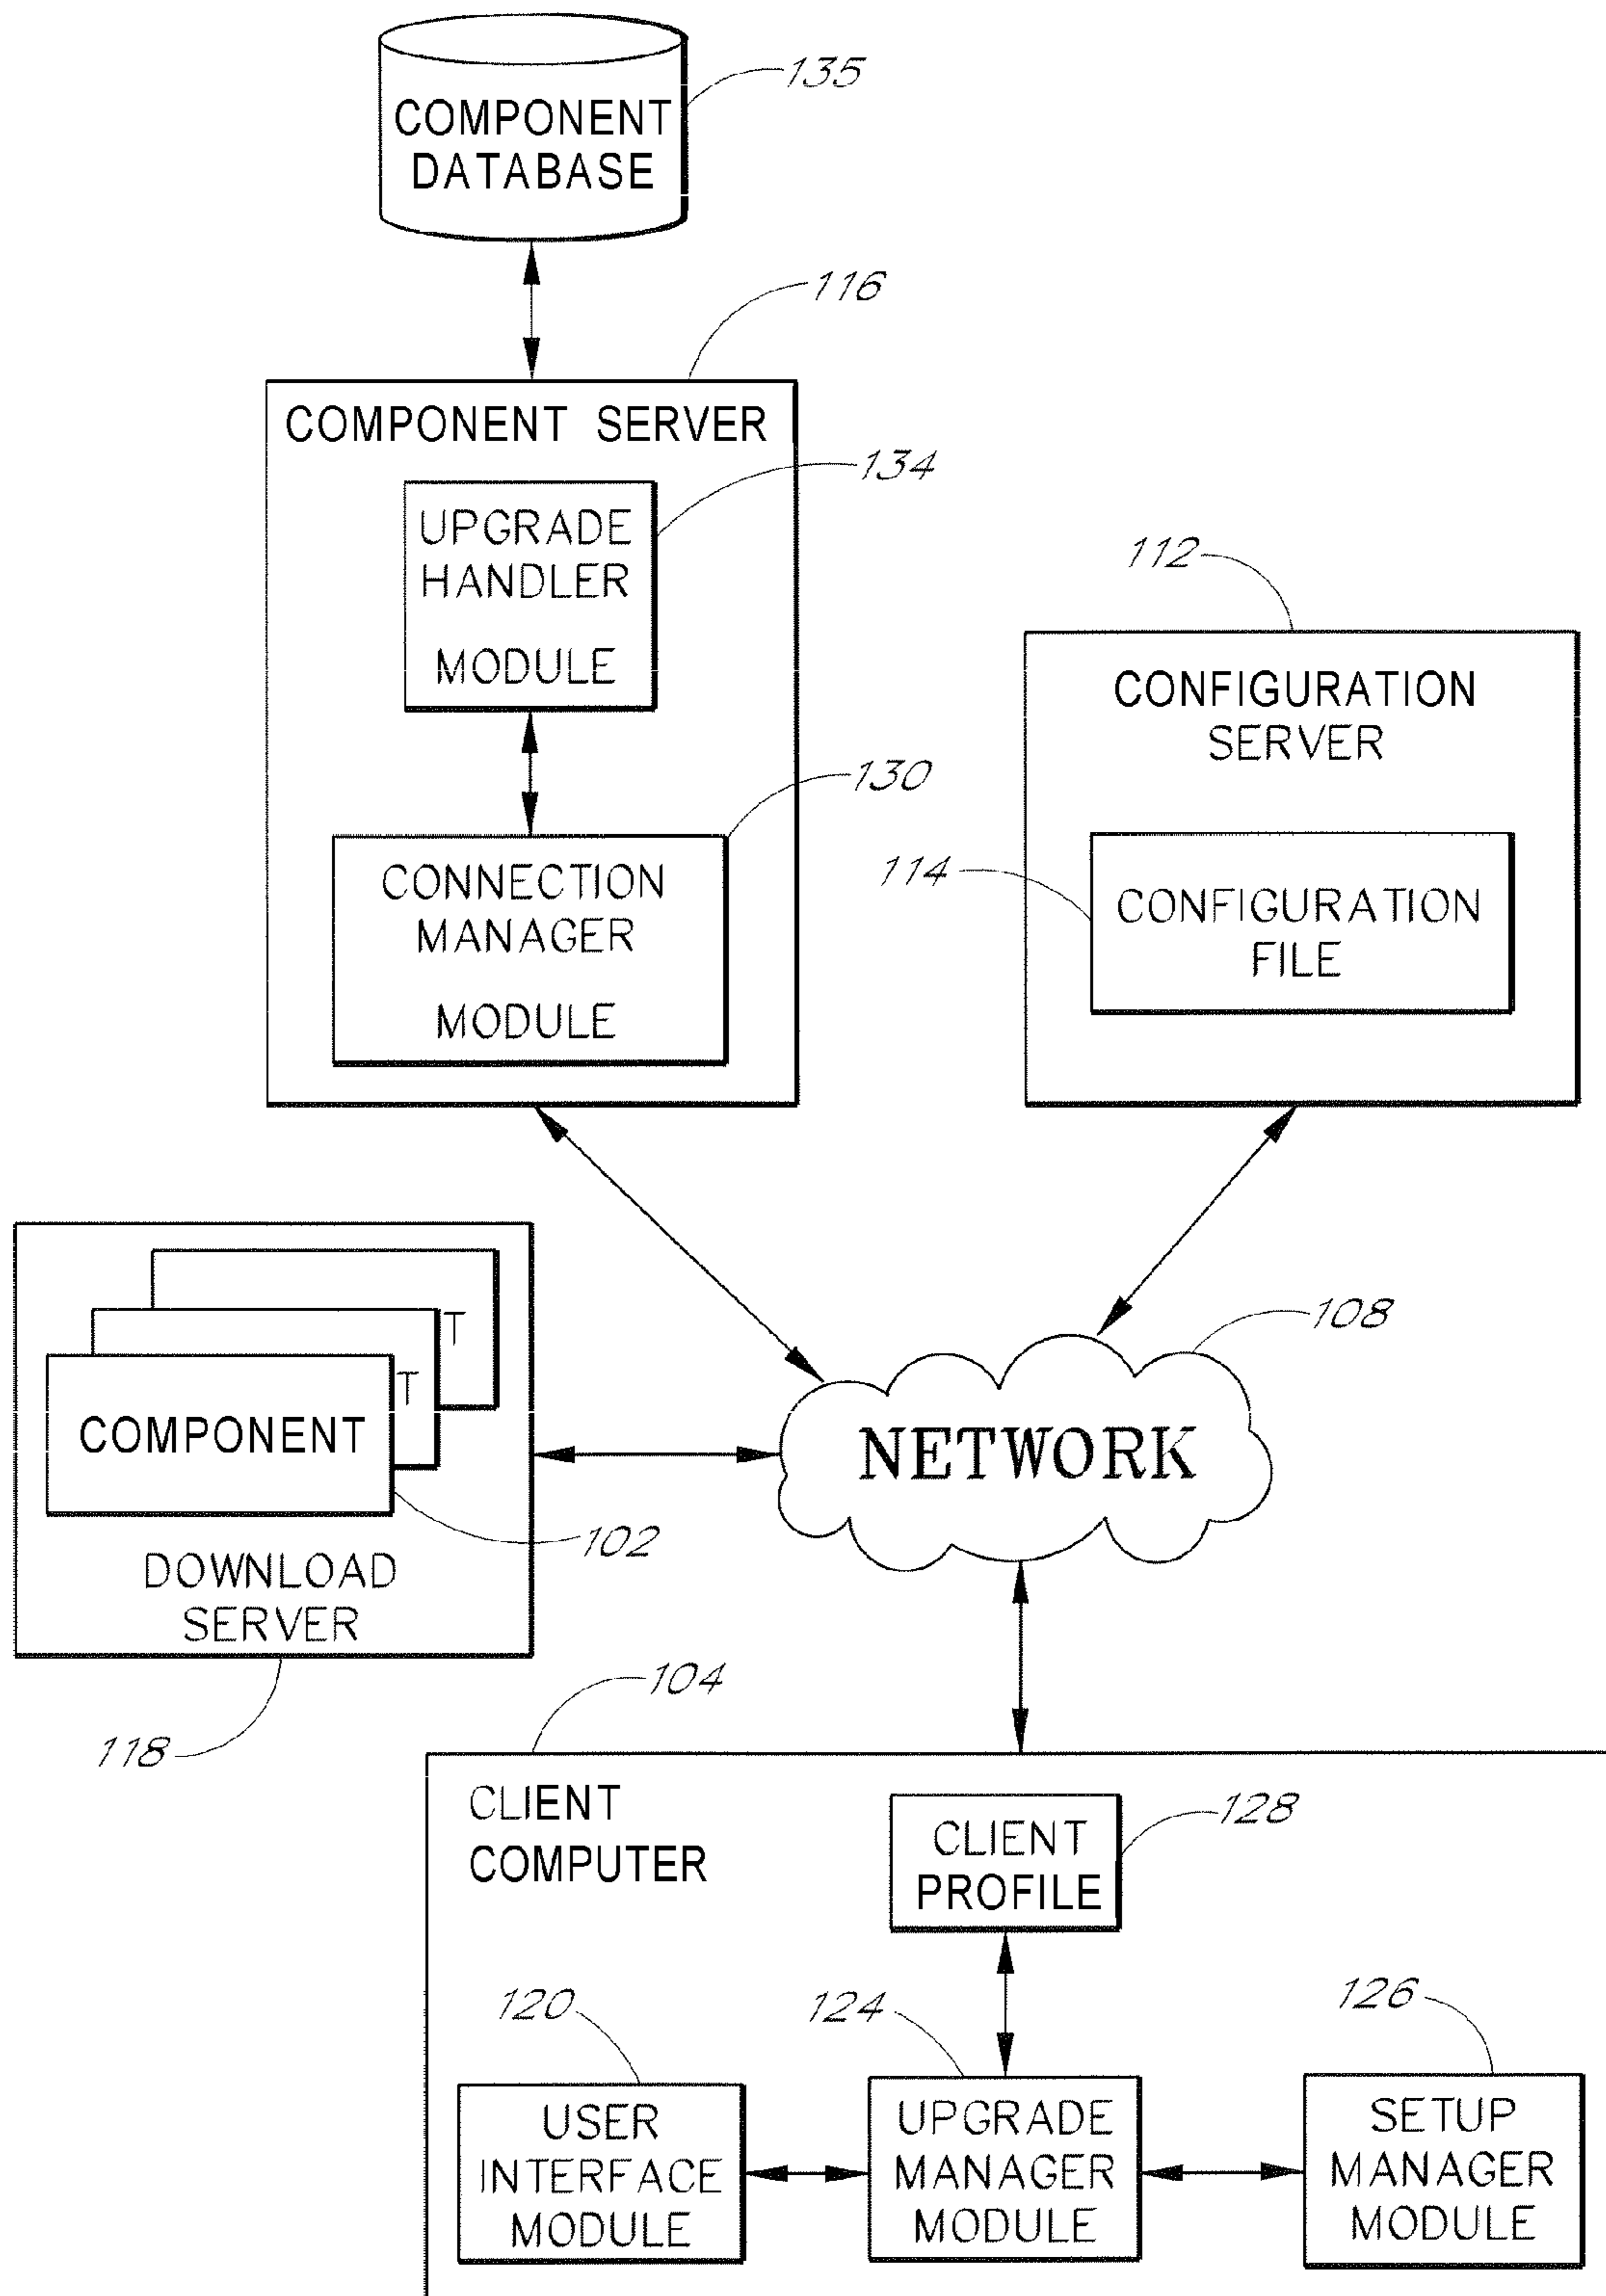 135
COMPONENT
DATABASE
116
COMPONENT SERVER
134
UPGRADE
HANDLER
MODULE
112
CONFIGURATION
SERVER
130
CONNECTION
MANAGER
MODULE
114
CONFIGURATION
FILE
108
NETWORK
T
T
COMPONENT
102
DOWNLOAD
SERVER
118
104
CLIENT
COMPUTER
128
CLIENT
PROFILE
120
124
126
USER
INTERFACE
MODULE
UPGRADE
MANAGER
MODULE
SETUP
MANAGER
MODULE